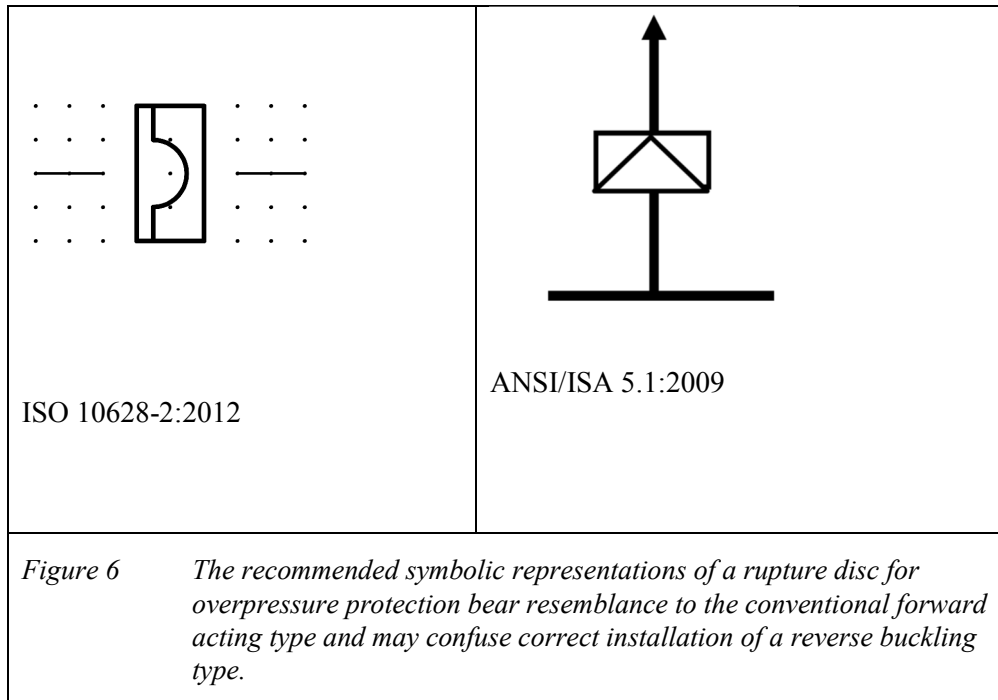 ISO 10628-2:2012
ANSI/ISA 5.1:2009
Figure 6 The recommended symbolic representations of a rupture disc for
overpressure protection bear resemblance to the conventional forward
acting type and may confuse correct installation of a reverse buckling
type.